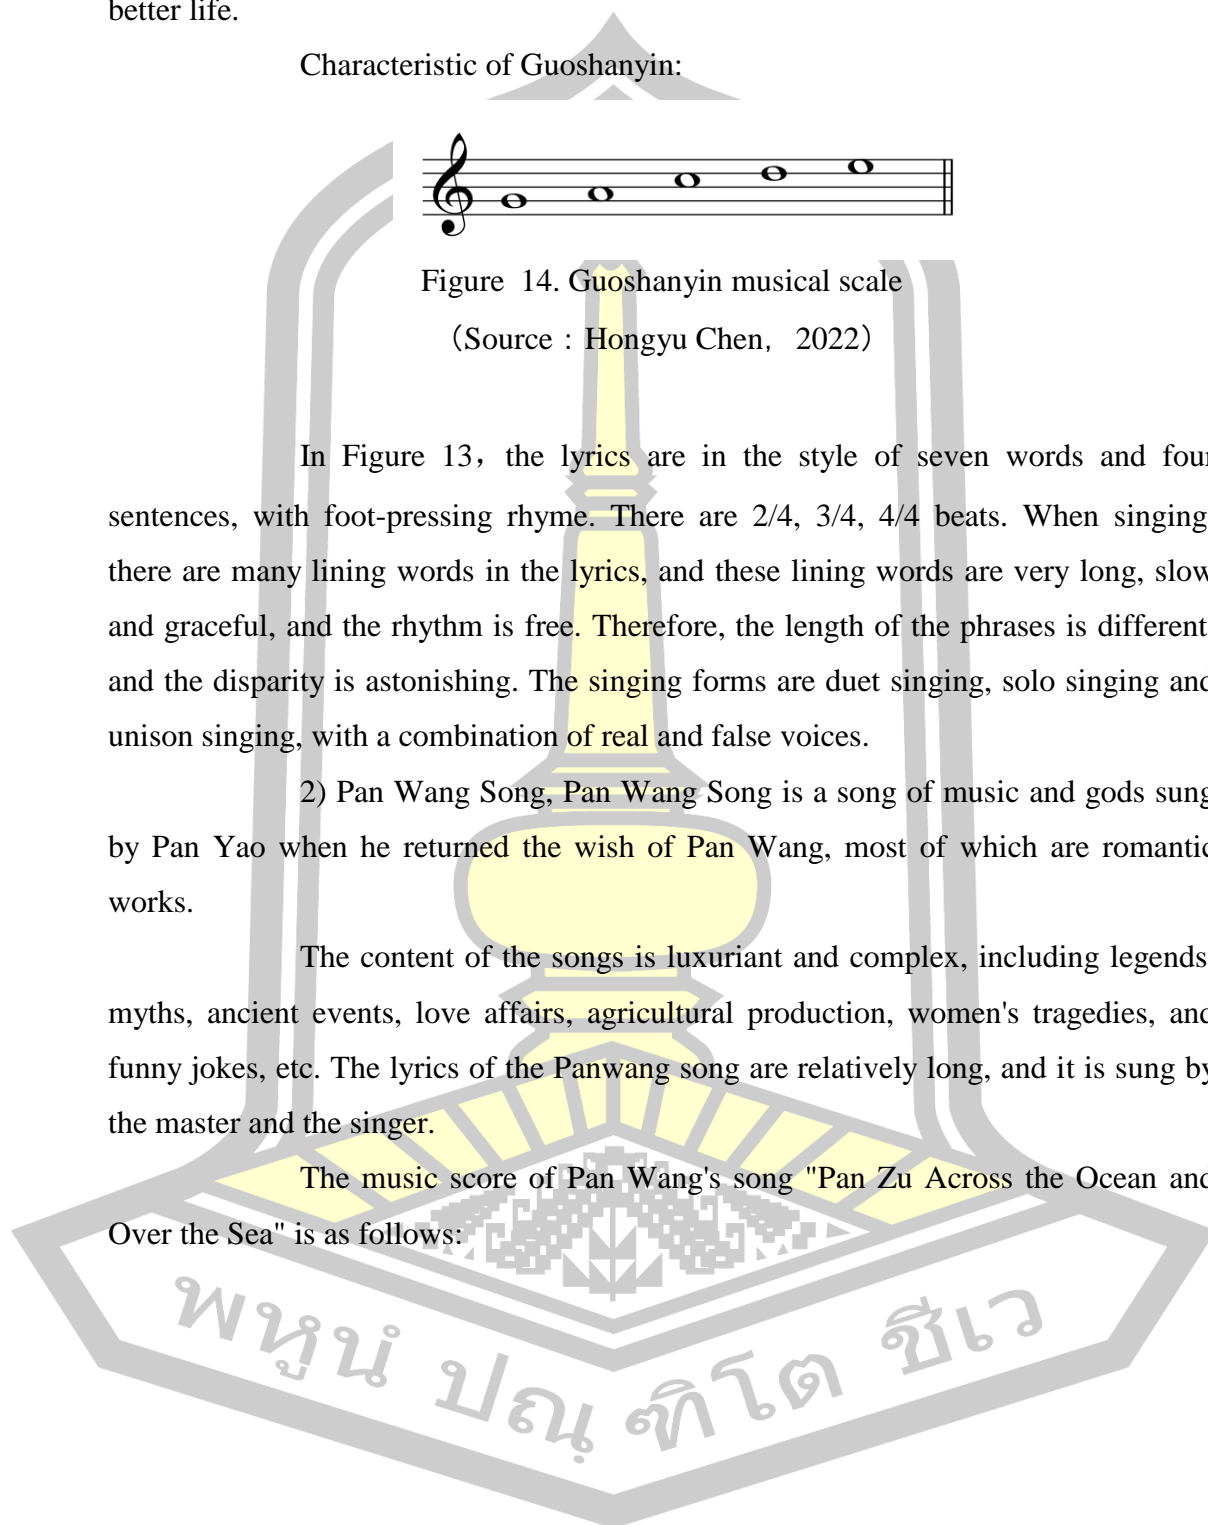 better life.
Characteristic of Guoshanyin:
Figure 14. Guoshanyin musical scale
（Source：Hongyu Chen，2022）
In Figure 13，the lyrics are in the style of seven words and four
sentences, with foot-pressing rhyme. There are 2/4, 3/4, 4/4 beats. When singing
there are many lining words in the lyrics, and these lining words are very long, slow
and graceful, and the rhythm is free. Therefore, the length of the phrases is different
and the disparity is astonishing. The singing forms are duet singing, solo singing and
unison singing, with a combination of real and false voices.
2) Pan Wang Song, Pan Wang Song is a song of music and gods sung
by Pan Yao when he returned the wish of Pan Wang, most of which are romantic
works.
The content of the songs is luxuriant and complex, including legends
myths, ancient events, love affairs, agricultural production, women's tragedies, and
funny jokes, etc. The lyrics of the Panwang song are relatively long, and it is sung by
the master and the singer.
The music score of Pan Wang's song "Pan Zu Across the Ocean and
Over the Sea" is as follows:
พหูนํ ปณฺฑิโต ชีเว